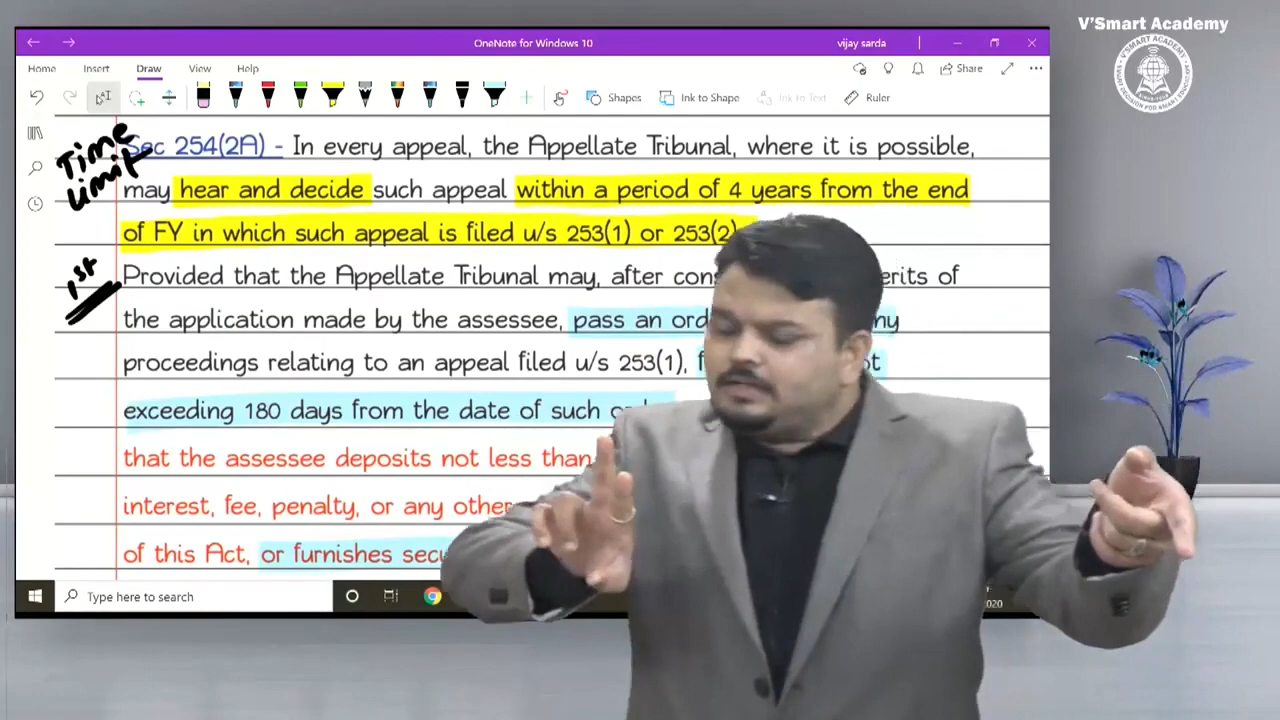 V'Smart Academy
OneNote for Windows 10
vijay sarda
Home Insert Draw View Help
Share
Shapes Ink to Shape Ink to Text Ruler
Time Limit
Sec 254(2A) - In every appeal, the Appellate Tribunal, where it is possible,
may hear and decide such appeal within a period of 4 years from the end
of FY in which such appeal is filed u/s 253(1) or 253(2)
1st
Provided that the Appellate Tribunal may, after of
the application made by the assessee, pass an
proceedings relating to an appeal filed u/s 253(1),
exceeding 180 days from the date of such
that the assessee deposits not less than
interest, fee, penalty, or any other
of this Act, or furnishes
Type here to search
2020